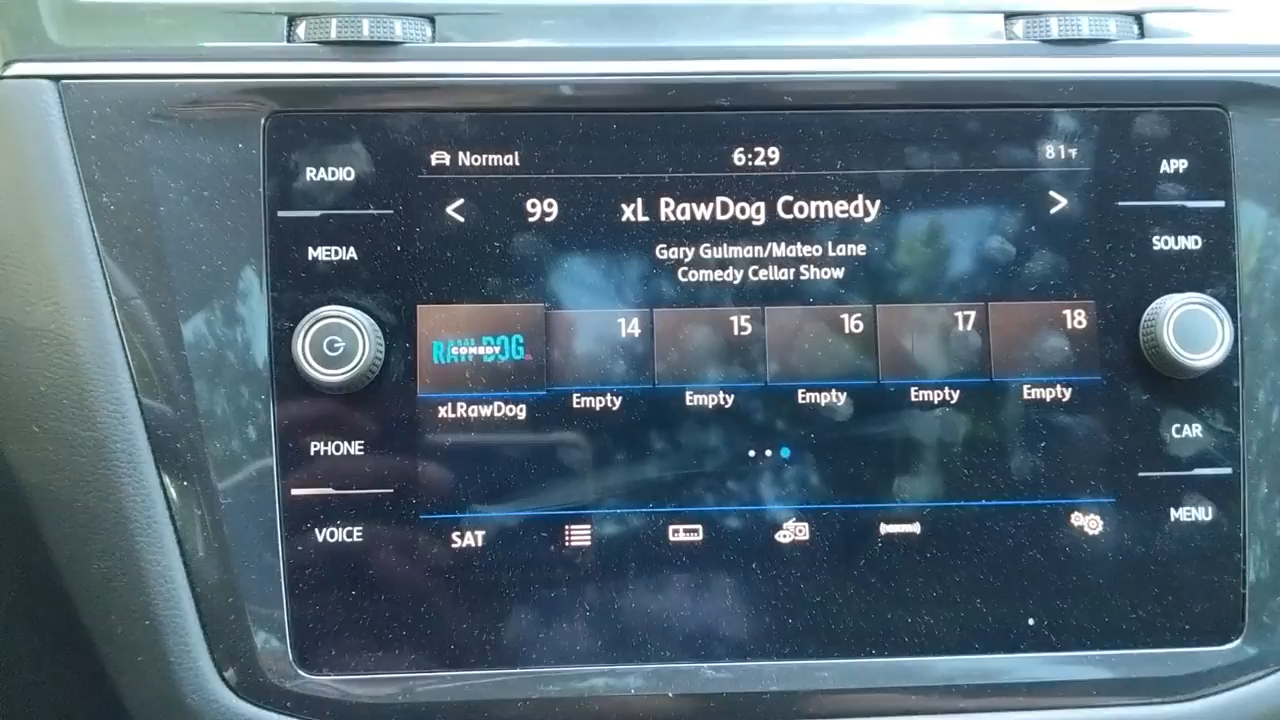 Normal 6:29 81°F
RADIO
MEDIA
PHONE
VOICE
< 99 xL RawDog Comedy >
Gary Gulman/Mateo Lane
Comedy Cellar Show
RAW DOG
COMEDY
14 15 16 17 18
xLRawDog Empty Empty Empty Empty Empty
SAT
APP
SOUND
CAR
MENU